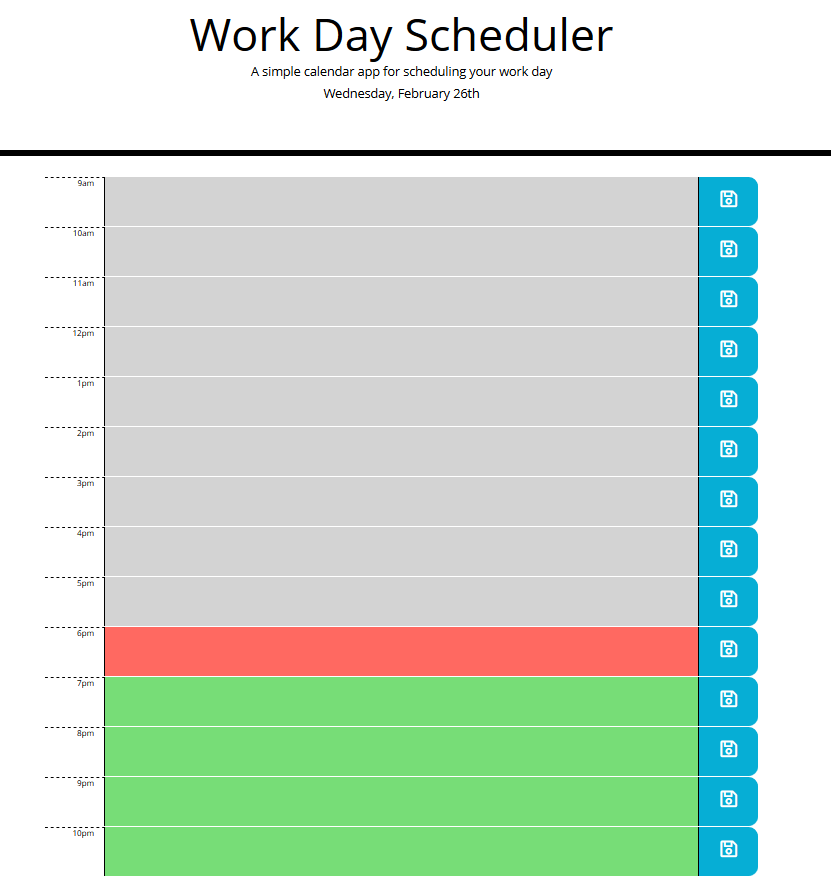 Work Day Scheduler
A simple calendar app for scheduling your work day
Wednesday, February 26th
9am
10am
11am
12pm
1pm
2pm
3pm
4pm
5pm
6pm
7pm
8pm
9pm
10pm